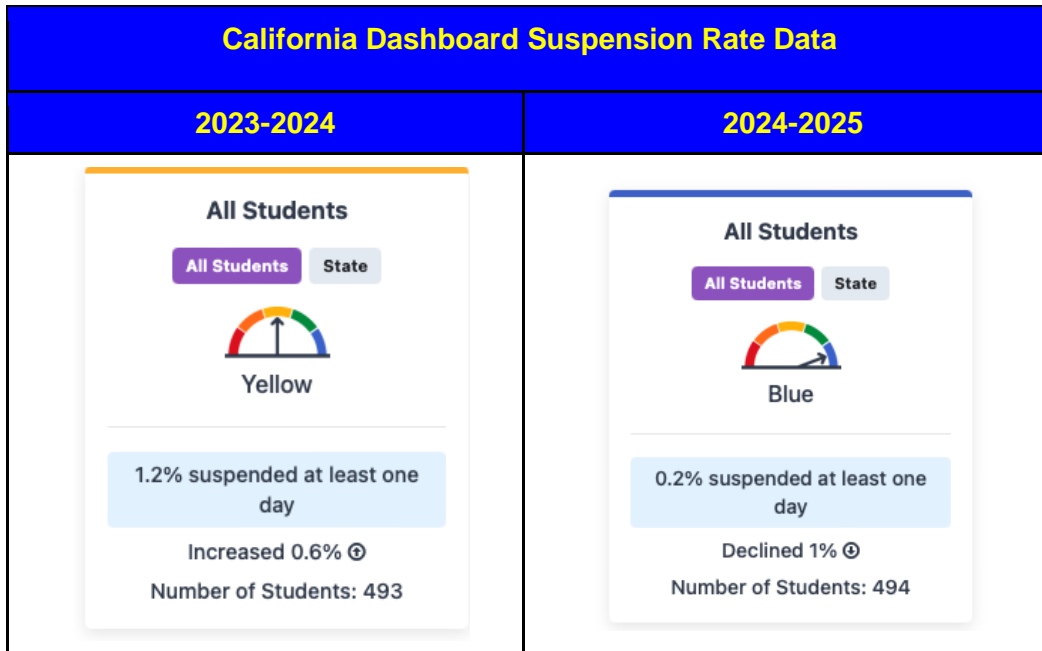 California Dashboard Suspension Rate Data
2023-2024
2024-2025
All Students
All Students
State
Yellow
1.2% suspended at least one
day
Increased 0.6%
Number of Students: 493
All Students
All Students
State
Blue
0.2% suspended at least one
day
Declined 1%
Number of Students: 494